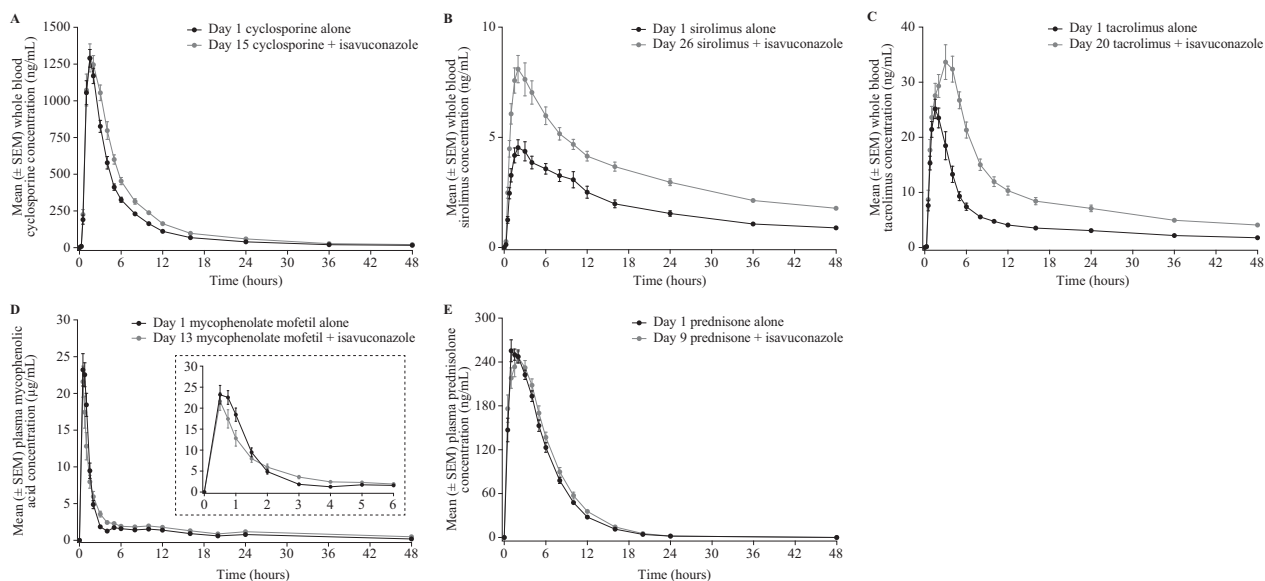 A
Day 1 cyclosporine alone
Day 15 cyclosporine + isavuconazole
Mean (± SEM) whole blood
cyclosporine concentration (ng/mL)
1500
1250
1000
750
500
250
0
0 6 12 18 24 30 36 42 48
Time (hours)
B
Day 1 sirolimus alone
Day 26 sirolimus + isavuconazole
Mean (± SEM) whole blood
sirolimus concentration (ng/mL)
10
5
0
0 6 12 18 24 30 36 42 48
Time (hours)
C
Day 1 tacrolimus alone
Day 20 tacrolimus + isavuconazole
Mean (± SEM) whole blood
tacrolimus concentration (ng/mL)
40
30
20
10
0
0 6 12 18 24 30 36 42 48
Time (hours)
D
Day 1 mycophenolate mofetil alone
Day 13 mycophenolate mofetil + isavuconazole
Mean (± SEM) plasma mycophenolic
acid concentration (μg/mL)
30
25
20
15
10
5
0
0 6 12 18 24 30 36 42 48
Time (hours)
30
25
20
15
10
5
0
0 1 2 3 4 5 6
E
Day 1 prednisone alone
Day 9 prednisone + isavuconazole
Mean (± SEM) plasma prednisolone
concentration (ng/mL)
300
240
180
120
60
0
0 6 12 18 24 30 36 42 48
Time (hours)